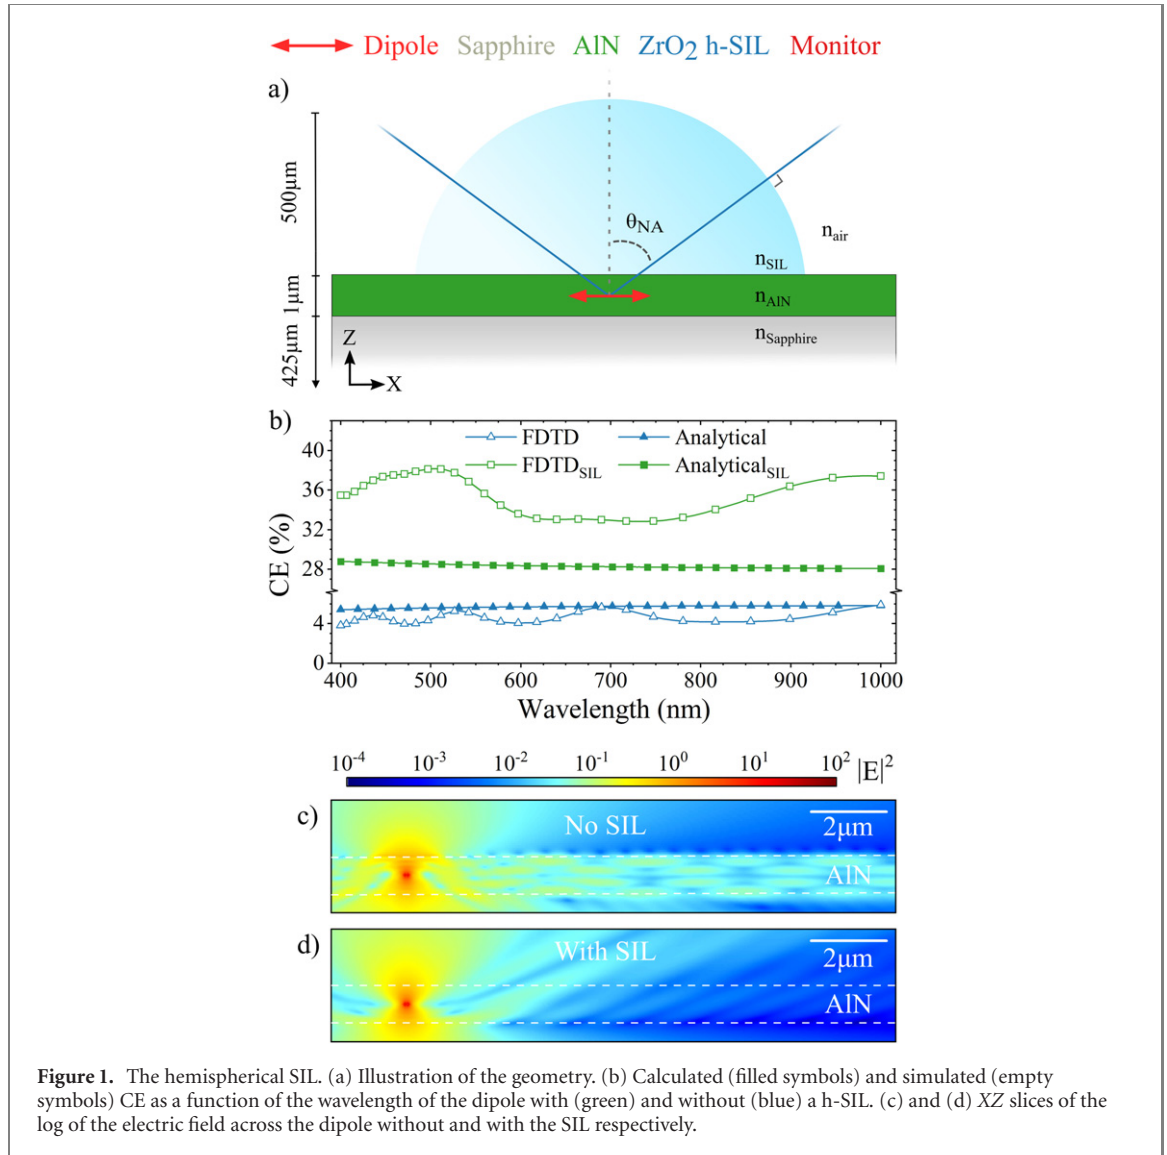 Dipole Sapphire AlN ZrO2 h-SIL Monitor
a)
500μm
1μm
425μm
θNA
nair
nSIL
nAlN
nSapphire
Z
X
b)
FDTD Analytical
FDTDSIL AnalyticalSIL
CE (%)
40
36
32
28
4
0
400 500 600 700 800 900 1000
Wavelength (nm)
10-4 10-3 10-2 10-1 100 101 102 |E|2
c)
No SIL
2μm
AlN
d)
With SIL
2μm
AlN
Figure 1. The hemispherical SIL. (a) Illustration of the geometry. (b) Calculated (filled symbols) and simulated (empty
symbols) CE as a function of the wavelength of the dipole with (green) and without (blue) a h-SIL. (c) and (d) XZ slices of the
log of the electric field across the dipole without and with the SIL respectively.